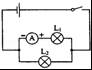 L₁
− A +
L₂